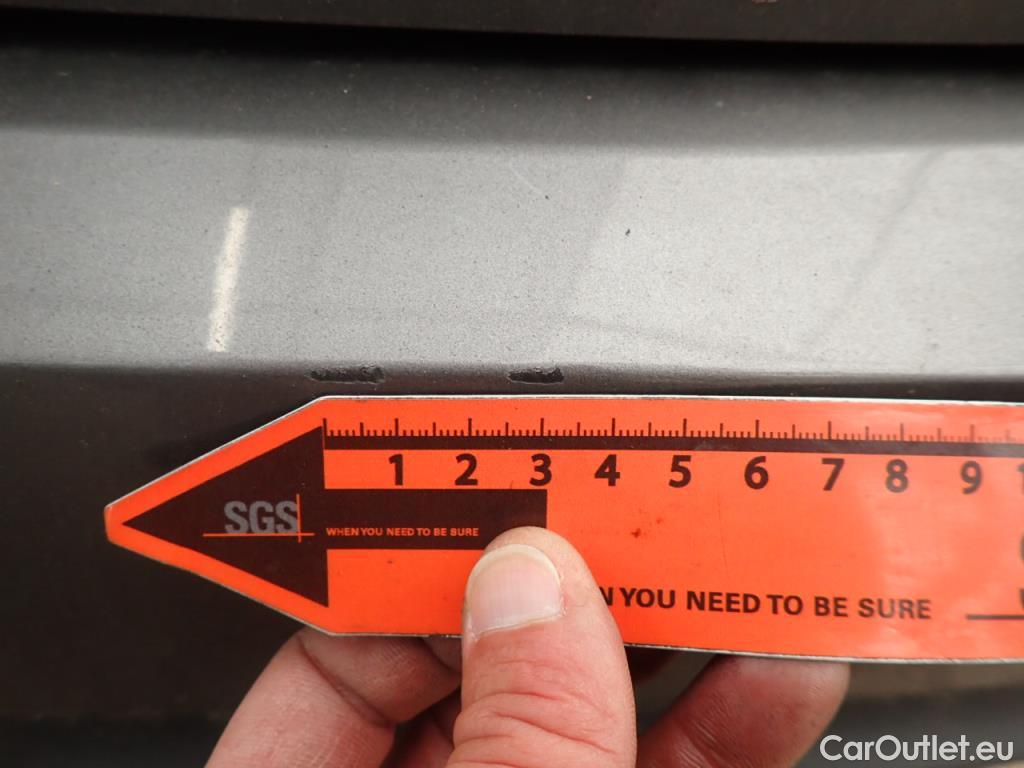 1 2 3 4 5 6 7 8 9
SGS
WHEN YOU NEED TO BE SURE
N YOU NEED TO BE SURE
CarOutlet.eu